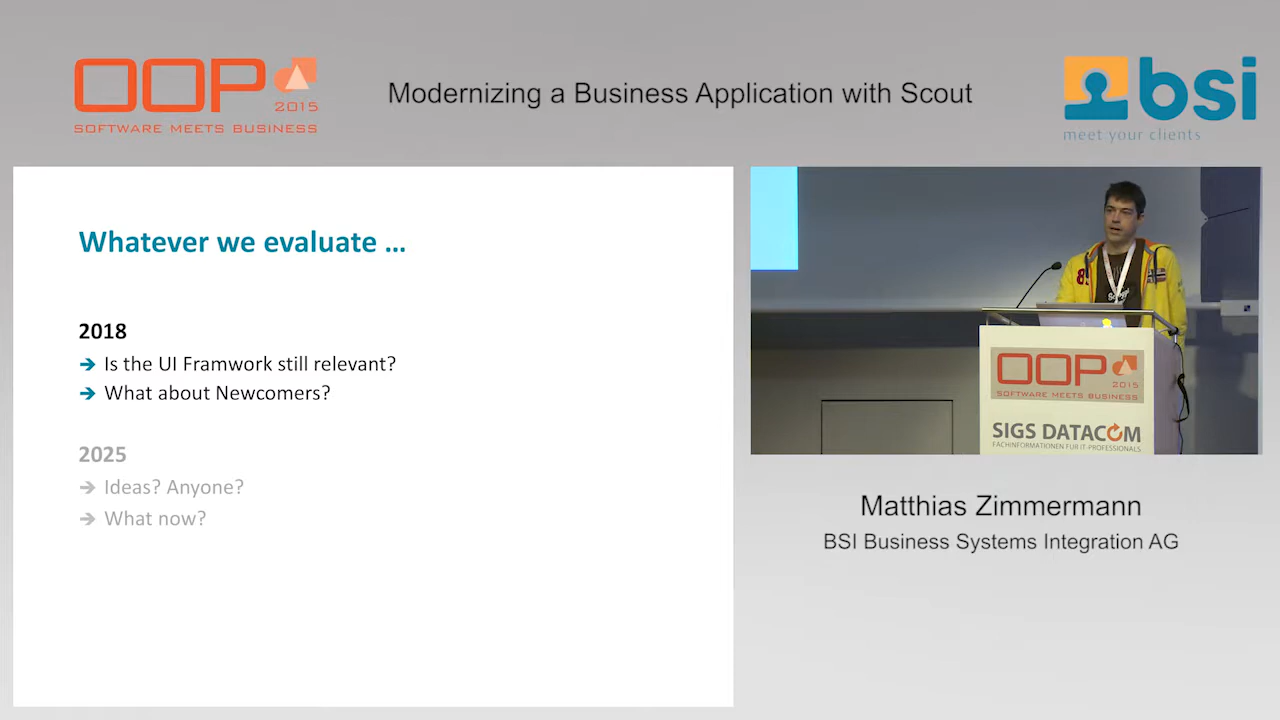 OOP
2015
SOFTWARE MEETS BUSINESS
Modernizing a Business Application with Scout
bsi
meet your clients
Whatever we evaluate ...
2018
➔ Is the UI Framwork still relevant?
➔ What about Newcomers?
2025
➔ Ideas? Anyone?
➔ What now?
OOP
2015
SOFTWARE MEETS BUSINESS
SIGS DATACOM
FACHINFORMATIONEN FÜR IT-PROFESSIONALS
Matthias Zimmermann
BSI Business Systems Integration AG